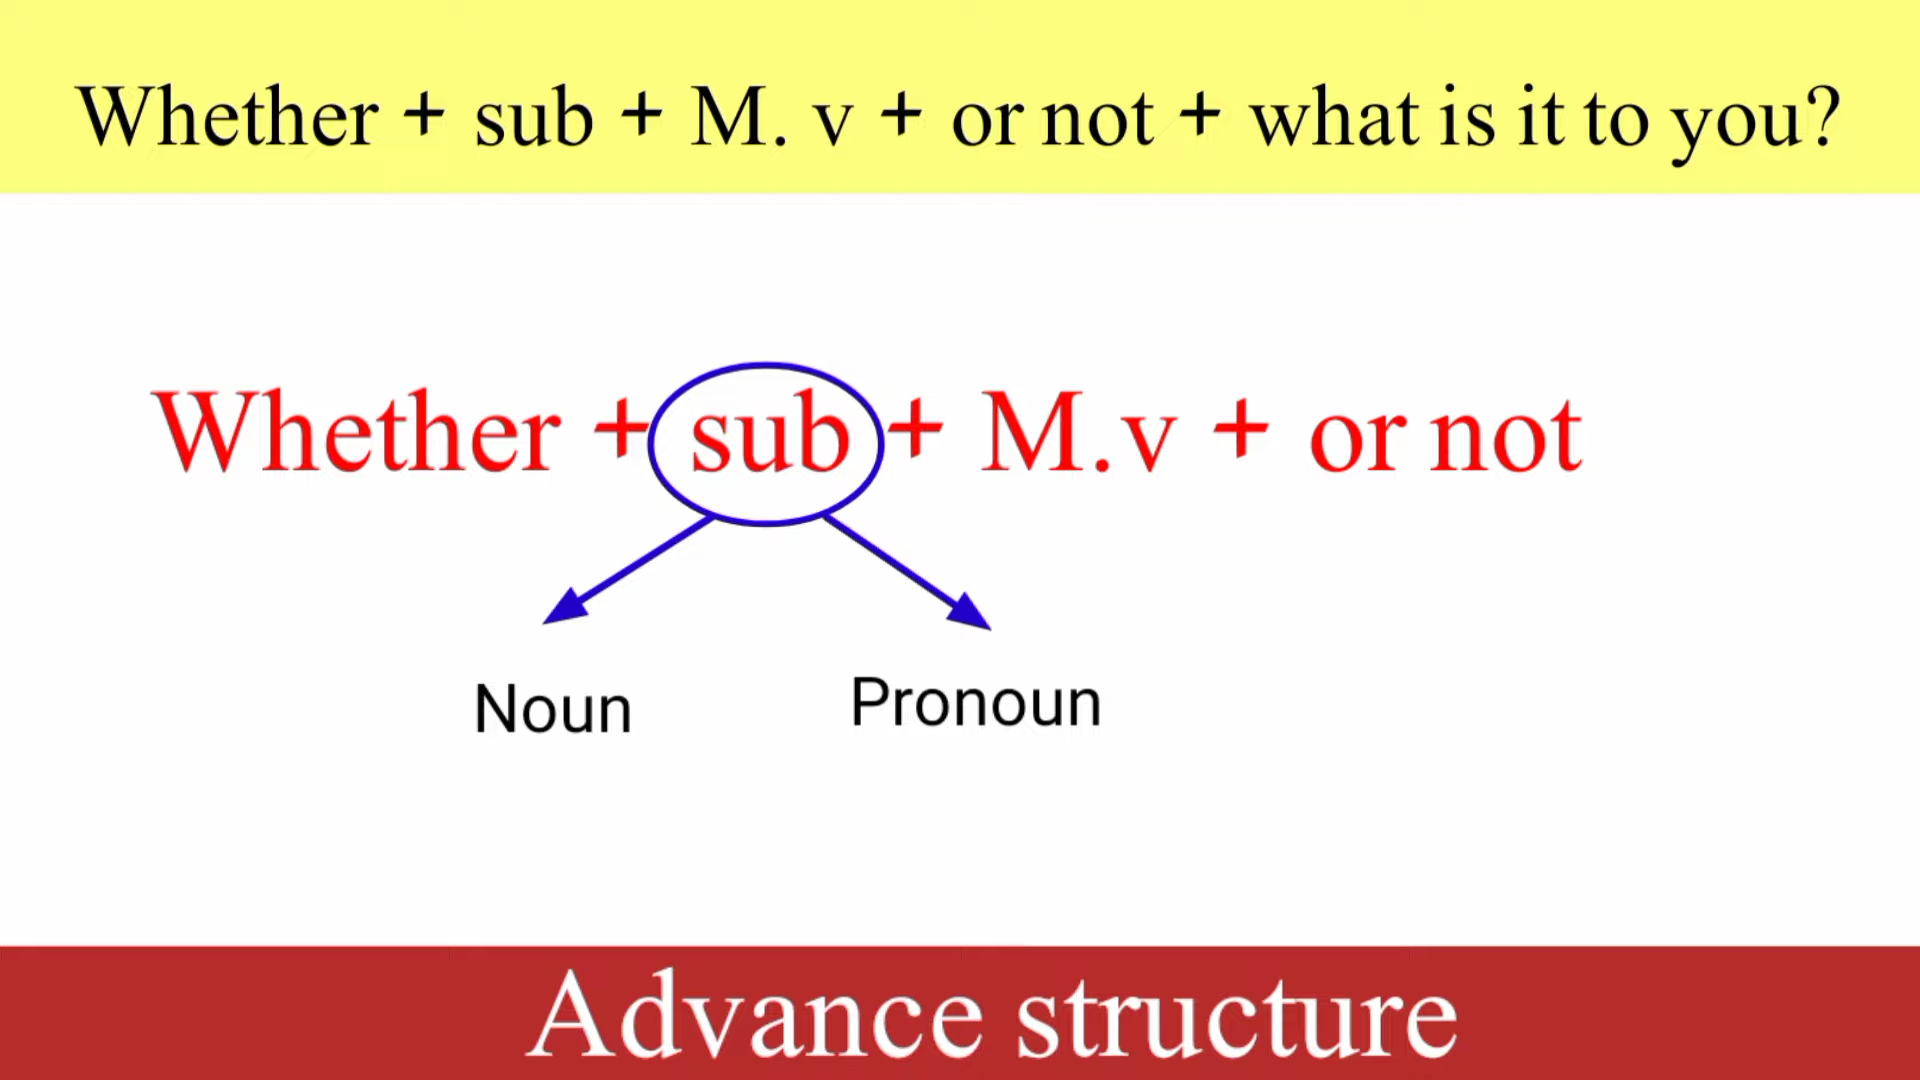 Whether + sub + M. v + or not + what is it to you?
Whether + sub + M.v + or not
Noun
Pronoun
Advance structure